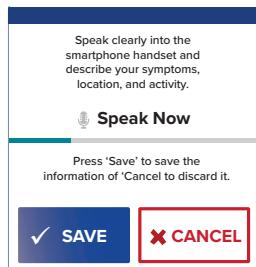 Speak clearly into the
smartphone handset and
describe your symptoms,
location, and activity.
Speak Now
Press ‘Save’ to save the
information of ‘Cancel to discard it.
SAVE
CANCEL